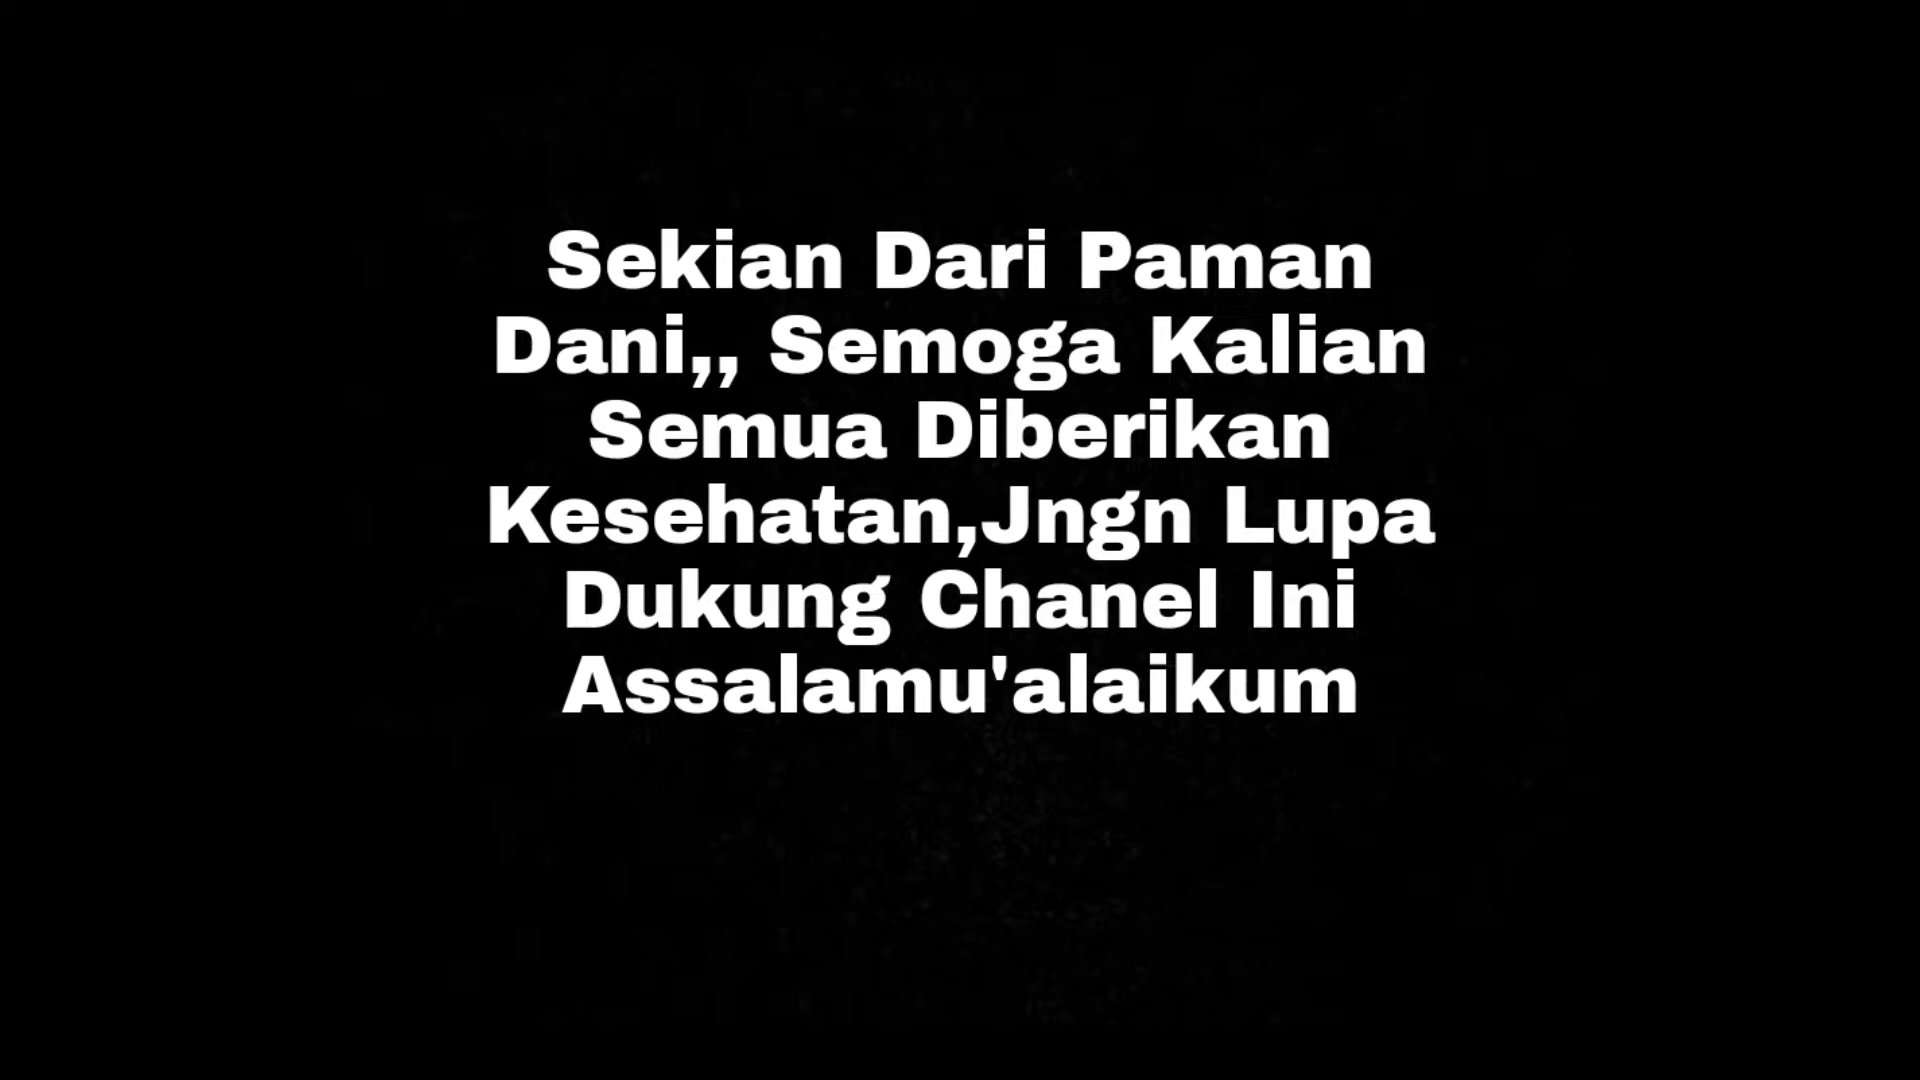 Sekian Dari Paman
Dani,, Semoga Kalian
Semua Diberikan
Kesehatan,Jngn Lupa
Dukung Chanel Ini
Assalamu'alaikum